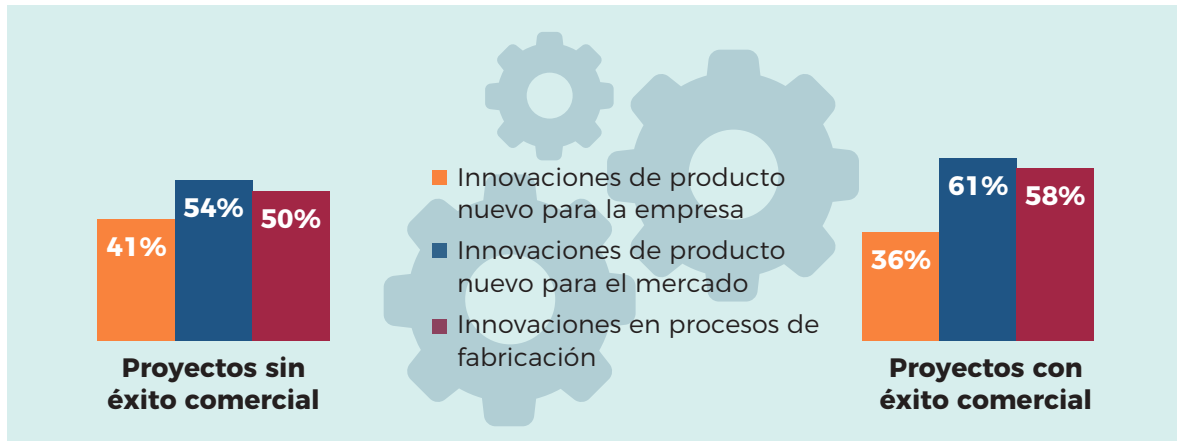 41%
54%
50%
Proyectos sin
éxito comercial
Innovaciones de producto
nuevo para la empresa
Innovaciones de producto
nuevo para el mercado
Innovaciones en procesos de
fabricación
36%
61%
58%
Proyectos con
éxito comercial